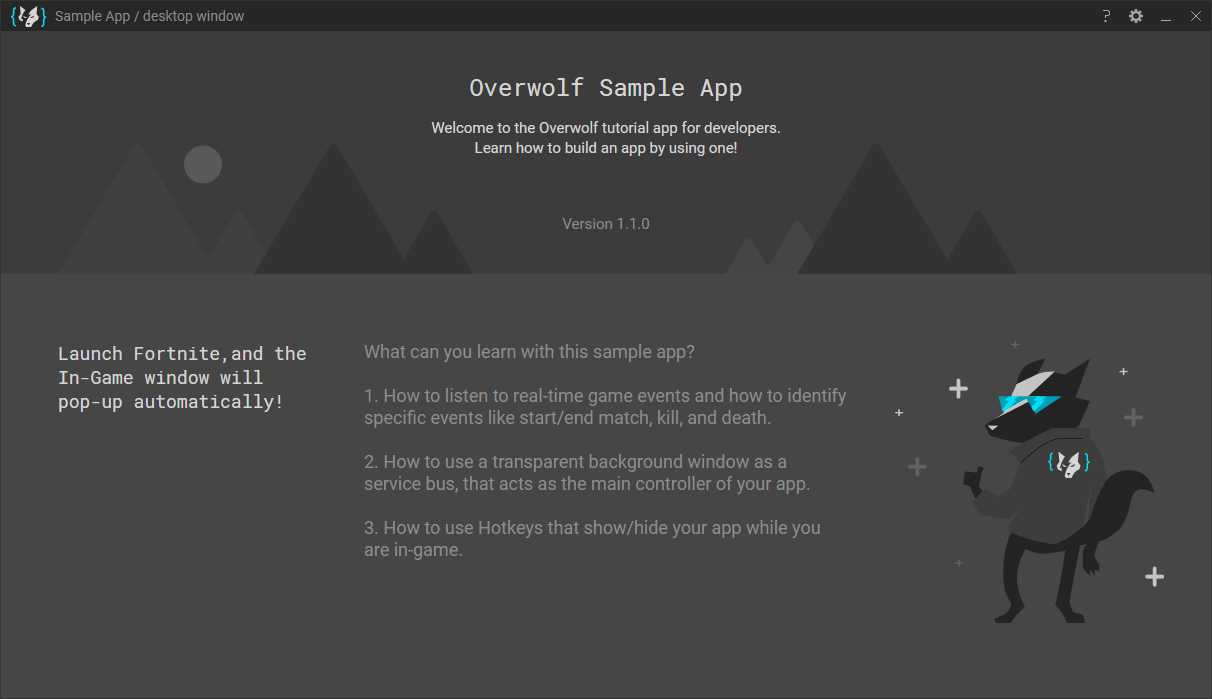 Sample App / desktop window
Overwolf Sample App
Welcome to the Overwolf tutorial app for developers.
Learn how to build an app by using one!
Version 1.1.0
Launch Fortnite,and the
In-Game window will
pop-up automatically!
What can you learn with this sample app?
1. How to listen to real-time game events and how to identify
specific events like start/end match, kill, and death.
2. How to use a transparent background window as a
service bus, that acts as the main controller of your app.
3. How to use Hotkeys that show/hide your app while you
are in-game.